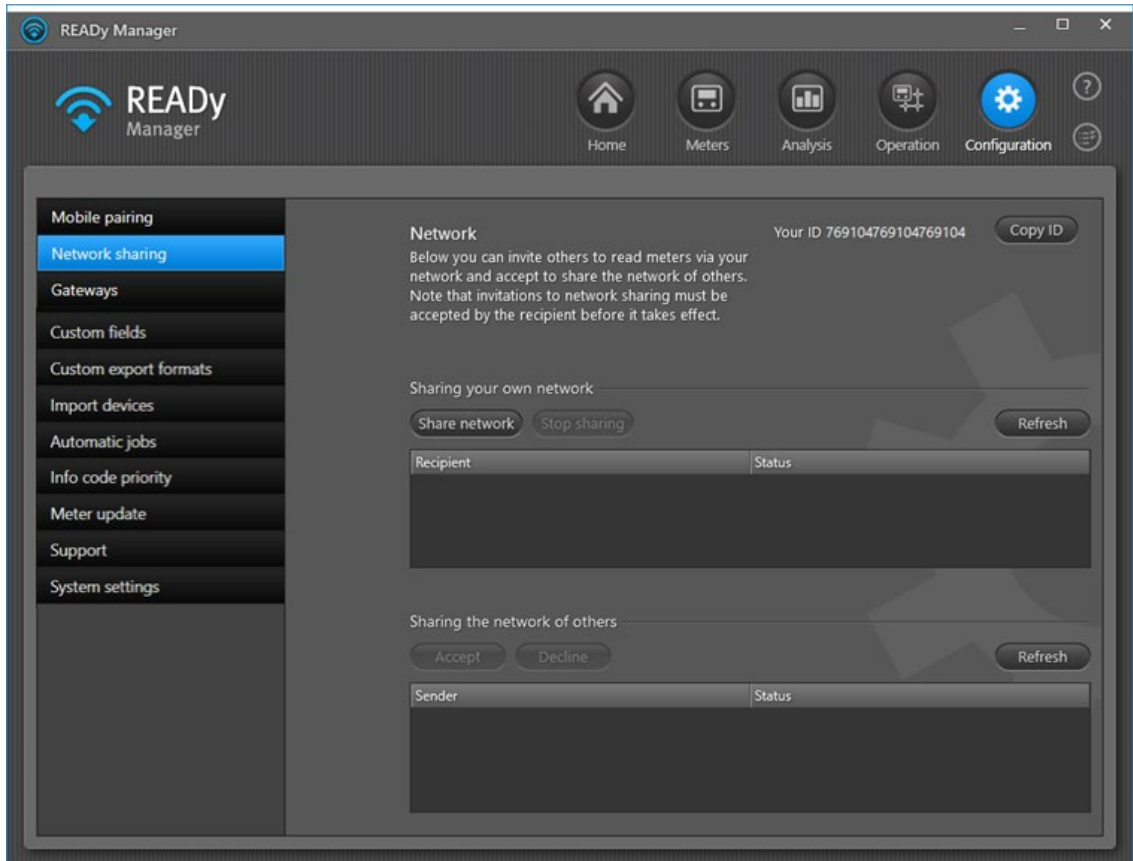 READy Manager
READy
Manager
Home Meters Analysis Operation Configuration
?
Mobile pairing
Network sharing
Gateways
Custom fields
Custom export formats
Import devices
Automatic jobs
Info code priority
Meter update
Support
System settings
Network
Your ID 769104769104769104 Copy ID
Below you can invite others to read meters via your
network and accept to share the network of others.
Note that invitations to network sharing must be
accepted by the recipient before it takes effect.
Sharing your own network
Share network Stop sharing Refresh
Recipient Status
Sharing the network of others
Accept Decline Refresh
Sender Status